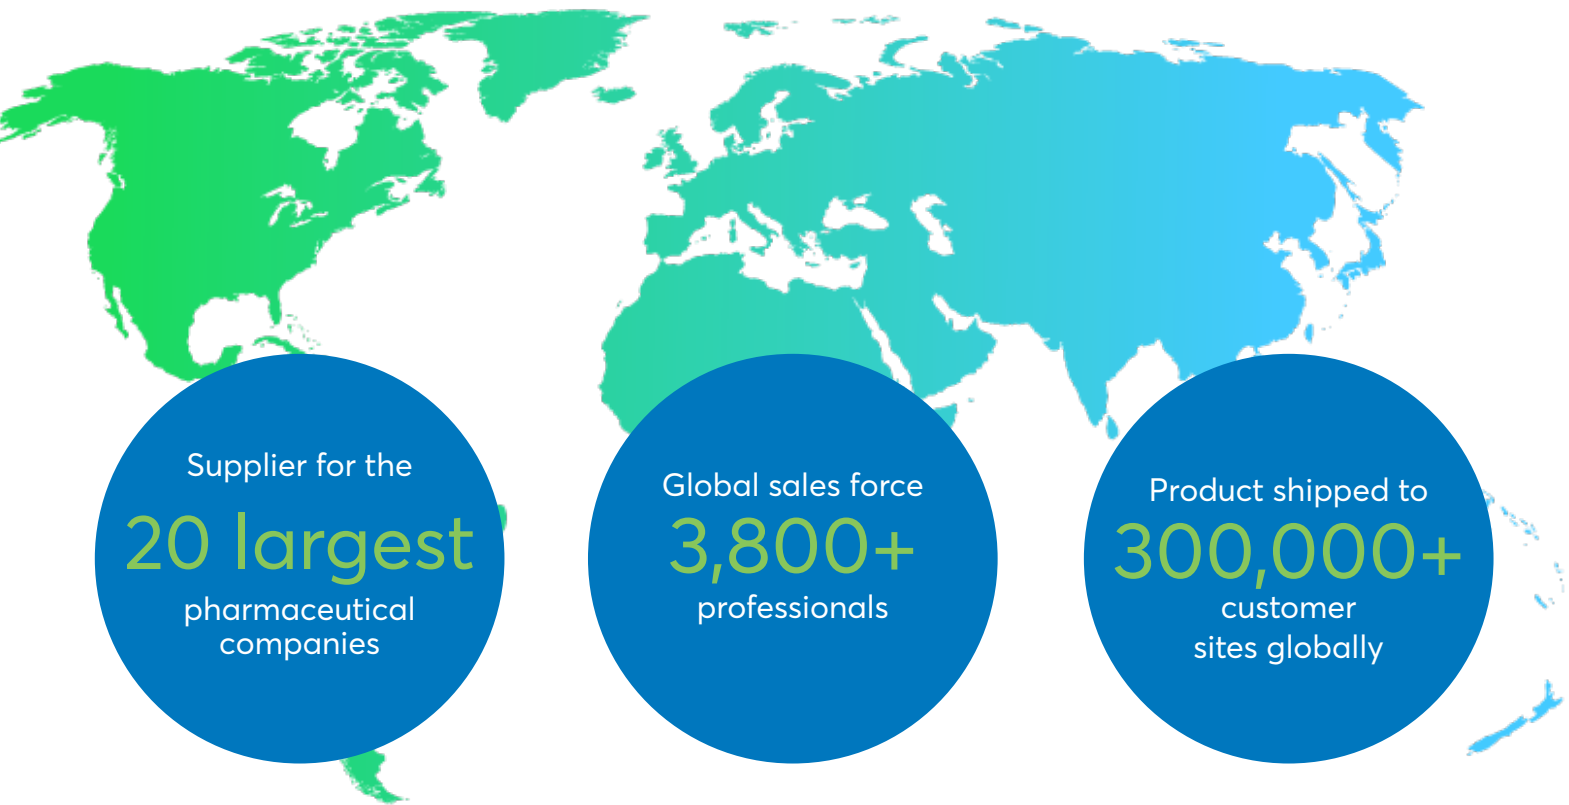 Supplier for the
20 largest
pharmaceutical
companies
Global sales force
3,800+
professionals
Product shipped to
300,000+
customer
sites globally